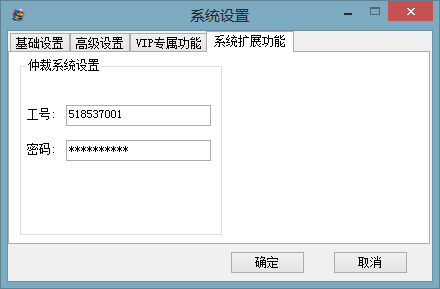 系统设置
基础设置 高级设置 VIP专属功能 系统扩展功能
仲裁系统设置
工号: 518537001
密码: **********
确定 取消